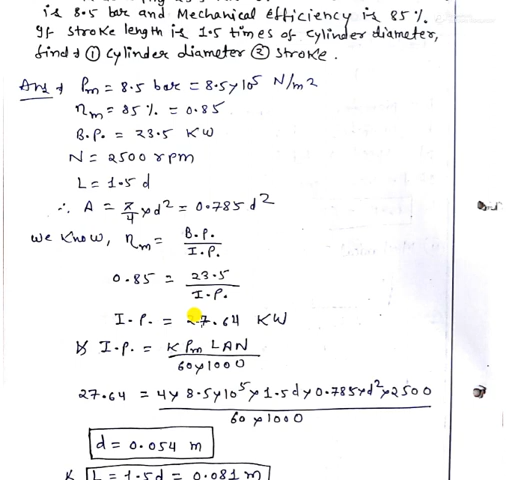 is 8.5 bar and Mechanical Efficiency is 85%.
If stroke length is 1.5 times of cylinder diameter,
find → ① cylinder diameter ② stroke.
Ans → Pm = 8.5 bar = 8.5 × 10⁵ N/m2
ηm = 85% = 0.85
B.P. = 23.5 KW
N = 2500 rpm
L = 1.5 d
∴ A = π/4 × d² = 0.785 d²
we know, ηm = B.P. / I.P.
0.85 = 23.5 / I.P.
I.P. = 27.64 KW
& I.P. = K Pm LAN / 60 × 1000
27.64 = 4 × 8.5 × 10⁵ × 1.5 d × 0.785 × d² × 2500 / 60 × 1000
d = 0.054 m
& L = 1.5 d = 0.081 m